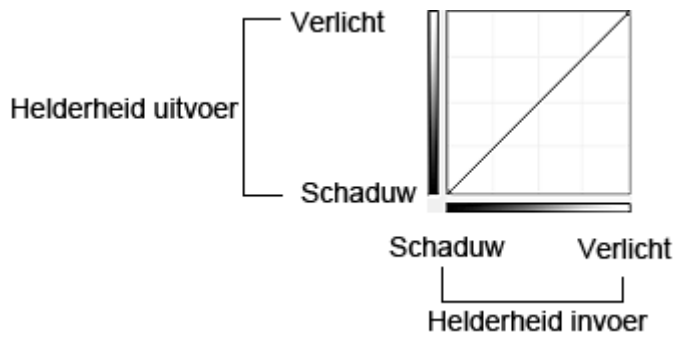 Verlicht
Helderheid uitvoer
Schaduw
Schaduw Verlicht
Helderheid invoer